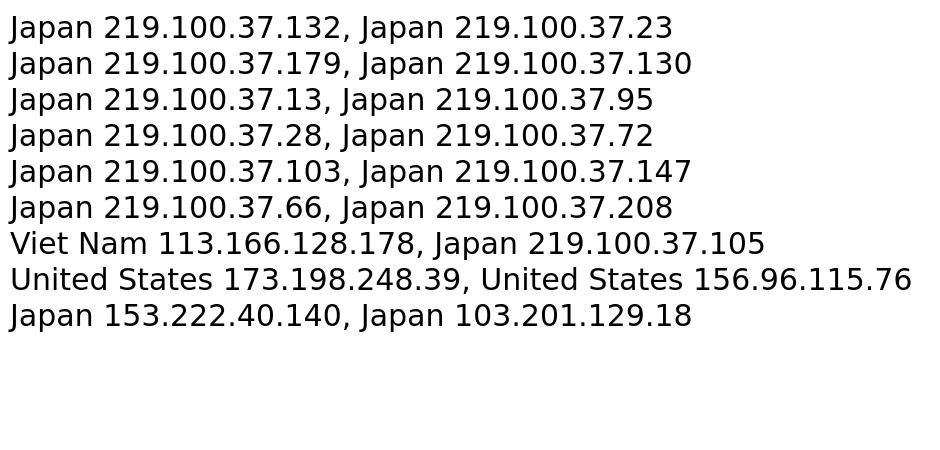 Japan 219.100.37.132, Japan 219.100.37.23
Japan 219.100.37.179, Japan 219.100.37.130
Japan 219.100.37.13, Japan 219.100.37.95
Japan 219.100.37.28, Japan 219.100.37.72
Japan 219.100.37.103, Japan 219.100.37.147
Japan 219.100.37.66, Japan 219.100.37.208
Viet Nam 113.166.128.178, Japan 219.100.37.105
United States 173.198.248.39, United States 156.96.115.76
Japan 153.222.40.140, Japan 103.201.129.18